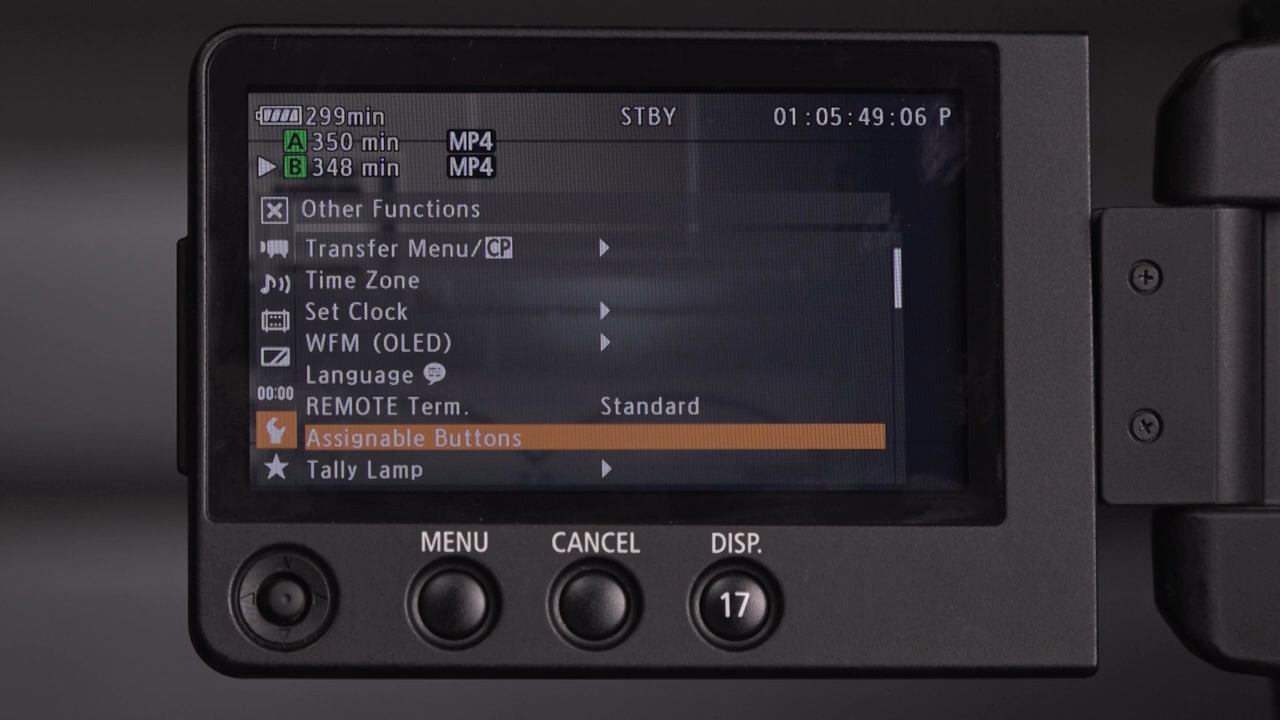 299min STBY 01:05:49:06 P
A 350 min MP4
B 348 min MP4
Other Functions
Transfer Menu/CP
Time Zone
Set Clock
WFM (OLED)
Language
00:00
REMOTE Term. Standard
Assignable Buttons
Tally Lamp
MENU CANCEL DISP.
17